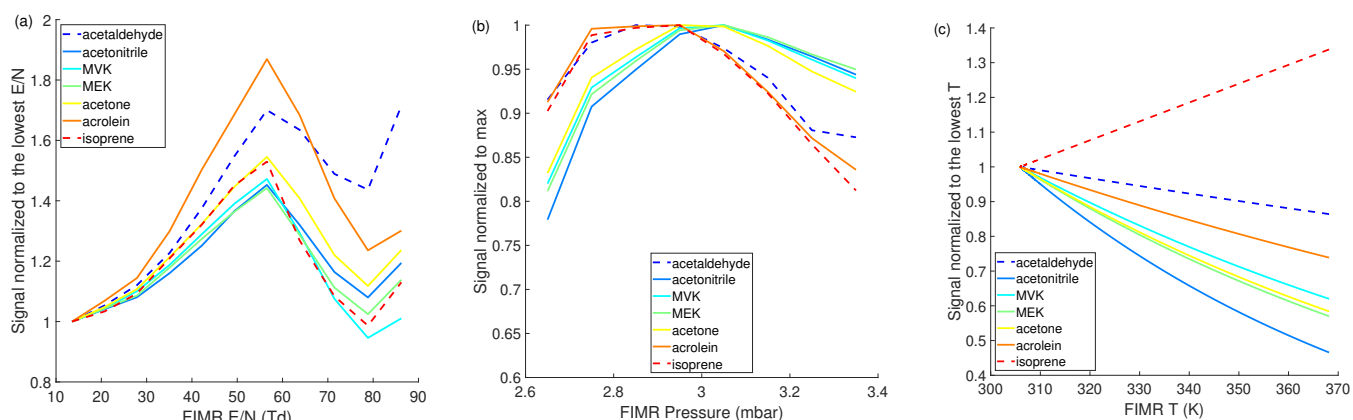 (a)
Signal normalized to the lowest E/N
2
1.8
1.6
1.4
1.2
1
0.8
acetaldehyde
acetonitrile
MVK
MEK
acetone
acrolein
isoprene
10 20 30 40 50 60 70 80 90
FIMR E/N (Td)
(b)
Signal normalized to max
1
0.95
0.9
0.85
0.8
0.75
0.7
0.65
0.6
acetaldehyde
acetonitrile
MVK
MEK
acetone
acrolein
isoprene
2.6 2.8 3 3.2 3.4
FIMR Pressure (mbar)
(c)
Signal normalized to the lowest T
1.4
1.3
1.2
1.1
1
0.9
0.8
0.7
0.6
0.5
0.4
acetaldehyde
acetonitrile
MVK
MEK
acetone
acrolein
isoprene
300 310 320 330 340 350 360 370
FIMR T (K)